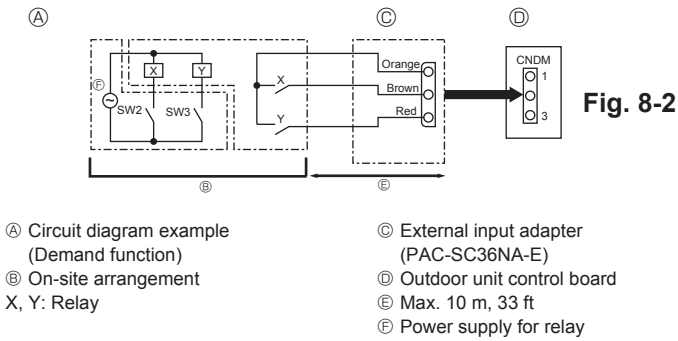 Ⓐ Ⓒ Ⓓ
Ⓕ X Y
SW2 SW3
X
Y
Orange
Brown
Red
CNDM
1
3
Fig. 8-2
Ⓑ Ⓔ
Ⓐ Circuit diagram example
(Demand function)
Ⓑ On-site arrangement
X, Y: Relay
Ⓒ External input adapter
(PAC-SC36NA-E)
Ⓓ Outdoor unit control board
Ⓔ Max. 10 m, 33 ft
Ⓕ Power supply for relay